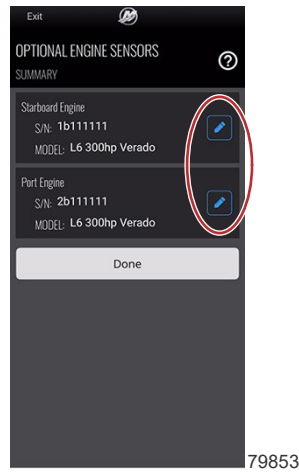 Exit
OPTIONAL ENGINE SENSORS
SUMMARY
?
Starboard Engine
S/N: 1b111111
MODEL: L6 300hp Verado
Port Engine
S/N: 2b111111
MODEL: L6 300hp Verado
Done
79853